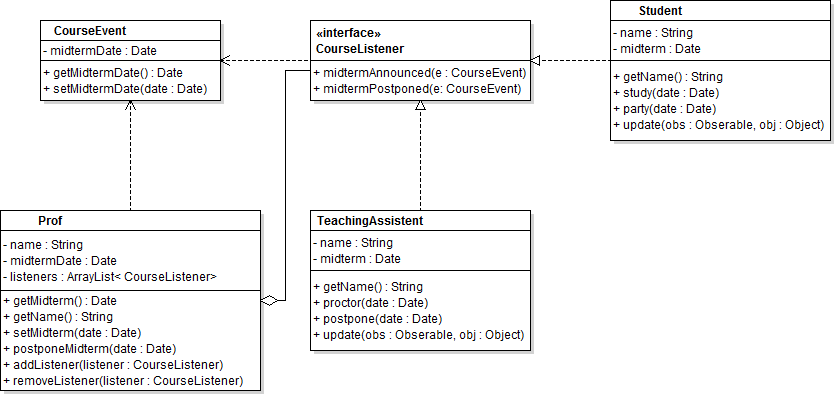 CourseEvent
- midtermDate : Date
+ getMidtermDate() : Date
+ setMidtermDate(date : Date)
«interface»
CourseListener
+ midtermAnnounced(e : CourseEvent)
+ midtermPostponed(e: CourseEvent)
Student
- name : String
- midterm : Date
+ getName() : String
+ study(date : Date)
+ party(date : Date)
+ update(obs : Obserable, obj : Object)
Prof
- name : String
- midtermDate : Date
- listeners : ArrayList< CourseListener>
+ getMidterm() : Date
+ getName() : String
+ setMidterm(date : Date)
+ postponeMidterm(date : Date)
+ addListener(listener : CourseListener)
+ removeListener(listener : CourseListener)
TeachingAssistent
- name : String
- midterm : Date
+ getName() : String
+ proctor(date : Date)
+ postpone(date : Date)
+ update(obs : Obserable, obj : Object)